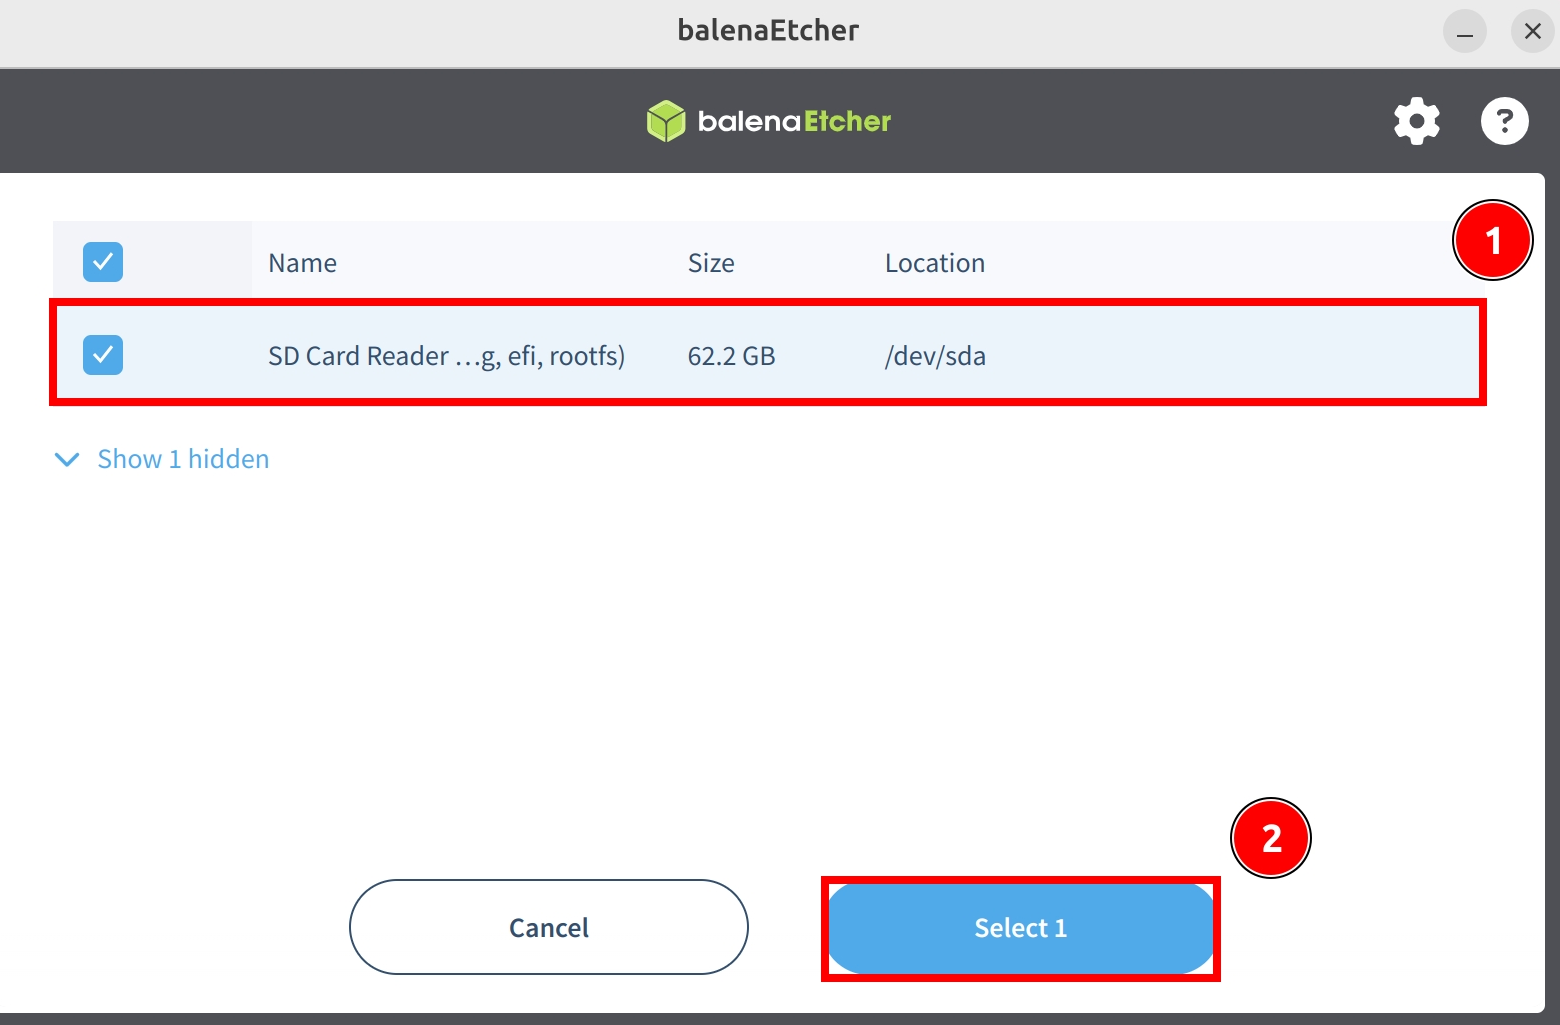 balenaEtcher
balenaEtcher
?
1
Name Size Location
SD Card Reader …g, efi, rootfs) 62.2 GB /dev/sda
Show 1 hidden
2
Cancel Select 1